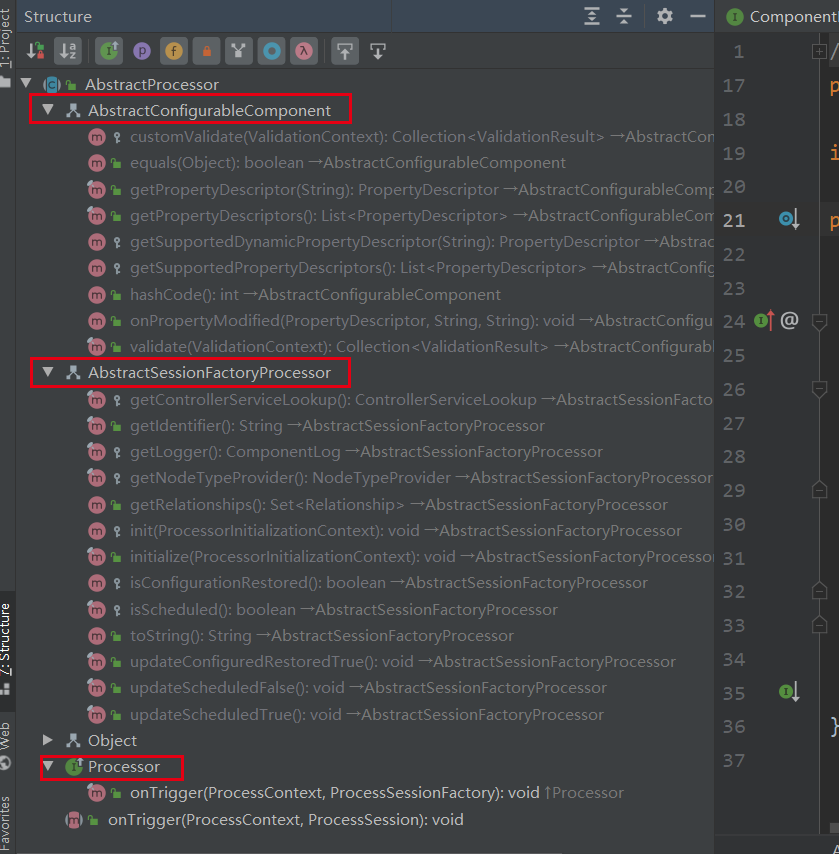 Structure
Component
1: Project
AbstractProcessor
AbstractConfigurableComponent
customValidate(ValidationContext): Collection<ValidationResult> →AbstractCon
equals(Object): boolean →AbstractConfigurableComponent
getPropertyDescriptor(String): PropertyDescriptor →AbstractConfigurableComp
getPropertyDescriptors(): List<PropertyDescriptor> →AbstractConfigurableCom
getSupportedDynamicPropertyDescriptor(String): PropertyDescriptor →Abstrac
getSupportedPropertyDescriptors(): List<PropertyDescriptor> →AbstractConfig
hashCode(): int →AbstractConfigurableComponent
onPropertyModified(PropertyDescriptor, String, String): void →AbstractConfigu
validate(ValidationContext): Collection<ValidationResult> →AbstractConfigurabl
AbstractSessionFactoryProcessor
getControllerServiceLookup(): ControllerServiceLookup →AbstractSessionFacto
getIdentifier(): String →AbstractSessionFactoryProcessor
getLogger(): ComponentLog →AbstractSessionFactoryProcessor
getNodeTypeProvider(): NodeTypeProvider →AbstractSessionFactoryProcessor
getRelationships(): Set<Relationship> →AbstractSessionFactoryProcessor
init(ProcessorInitializationContext): void →AbstractSessionFactoryProcessor
initialize(ProcessorInitializationContext): void →AbstractSessionFactoryProcesso
isConfigurationRestored(): boolean →AbstractSessionFactoryProcessor
isScheduled(): boolean →AbstractSessionFactoryProcessor
toString(): String →AbstractSessionFactoryProcessor
updateConfiguredRestoredTrue(): void →AbstractSessionFactoryProcessor
updateScheduledFalse(): void →AbstractSessionFactoryProcessor
updateScheduledTrue(): void →AbstractSessionFactoryProcessor
Object
Processor
onTrigger(ProcessContext, ProcessSessionFactory): void ↑Processor
onTrigger(ProcessContext, ProcessSession): void
7: Structure
Web
Favorites
1 /
17 p
18
19 i
20
21 p
22
23
24 @
25
26
27
28
29
30
31
32
33
34
35
36 }
37